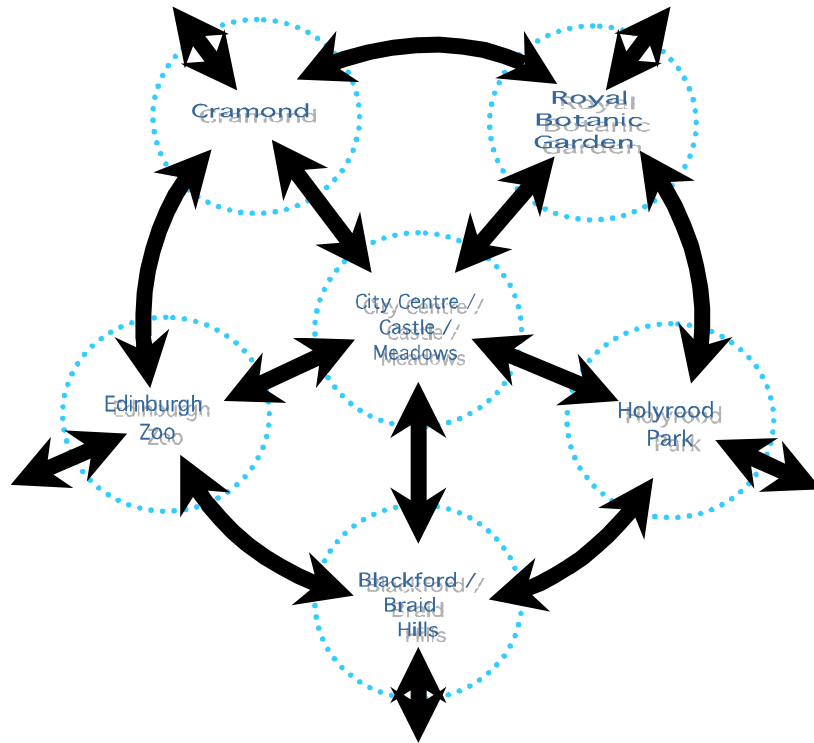 Cramond
Royal
Botanic
Garden
City Centre /
Castle /
Meadows
Edinburgh
Zoo
Holyrood
Park
Blackford /
Braid
Hills